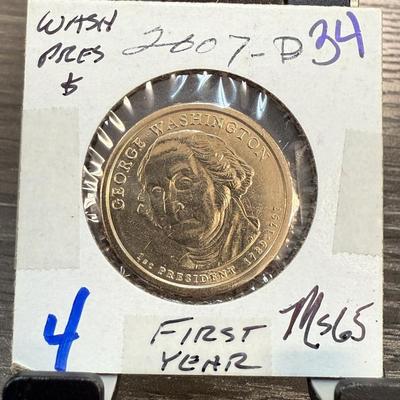 WASH
PRES
$
2007-D
34
GEORGE WASHINGTON
1st PRESIDENT 1789-1797
4
FIRST
YEAR
MS65